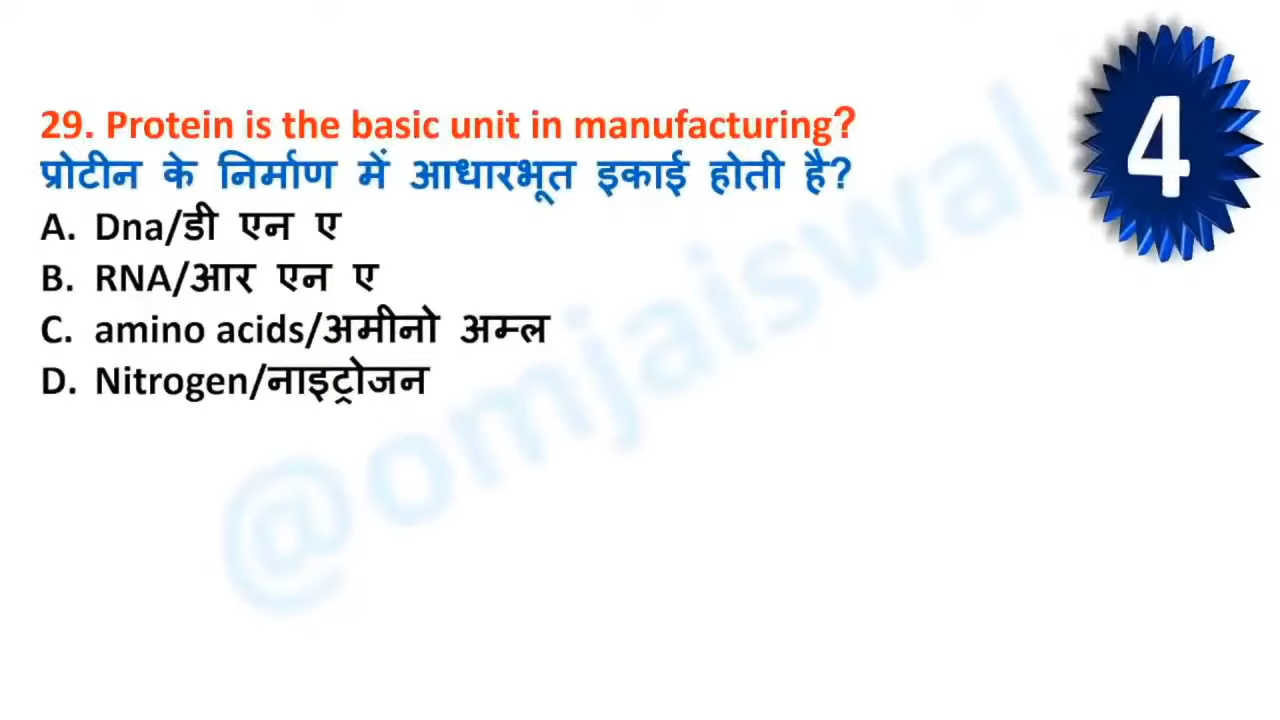 29. Protein is the basic unit in manufacturing?
प्रोटीन के निर्माण में आधारभूत इकाई होती है?
A. Dna/डी एन ए
B. RNA/आर एन ए
C. amino acids/अमीनो अम्ल
D. Nitrogen/नाइट्रोजन
4
@omjaiswal